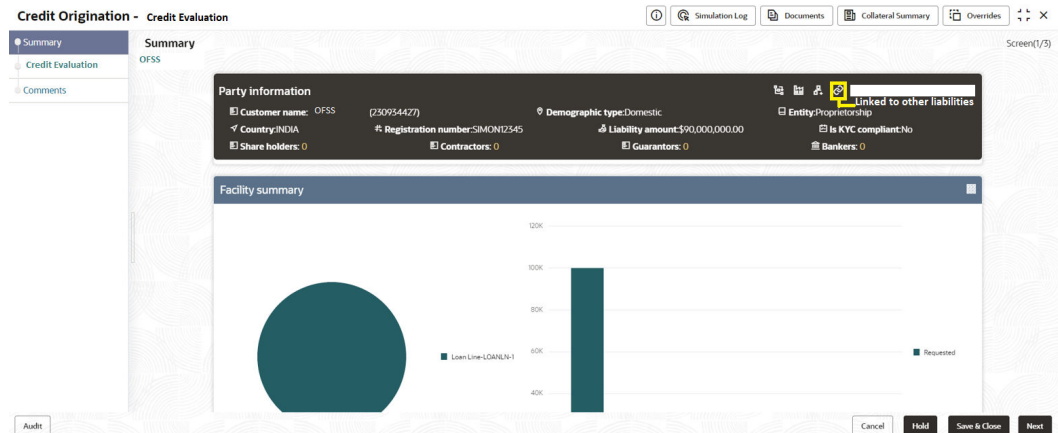 Credit Origination - Credit Evaluation
Simulation Log
Documents
Collateral Summary
Overrides
Summary
Credit Evaluation
Comments
Summary
OFSS
Screen(1/3)
Party information
Linked to other liabilities
Customer name: OFSS (230934427)
Demographic type:Domestic
Entity:Proprietorship
Country:INDIA
Registration number:SIMON12345
Liability amount:$90,000,000.00
Is KYC compliant:No
Share holders: 0
Contractors: 0
Guarantors: 0
Bankers: 0
Facility summary
120K
100K
80K
60K
40K
Loan Line-LOANLN-1
Requested
Audit
Cancel
Hold
Save & Close
Next